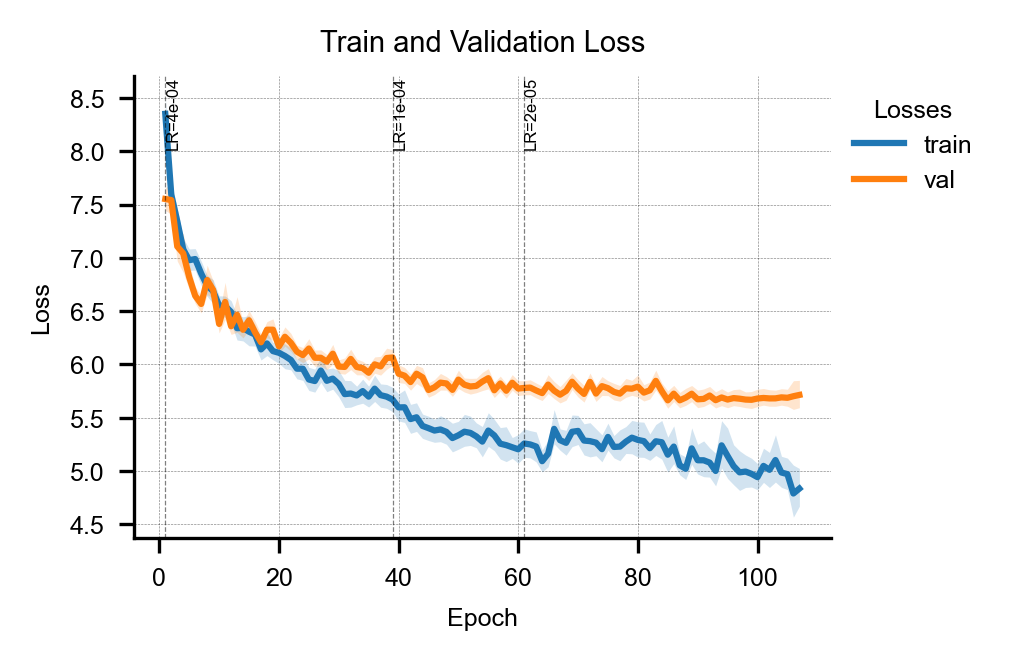 Train and Validation Loss
Losses
train
val
LR=4e-04
LR=1e-04
LR=2e-05
Loss
8.5
8.0
7.5
7.0
6.5
6.0
5.5
5.0
4.5
0 20 40 60 80 100
Epoch